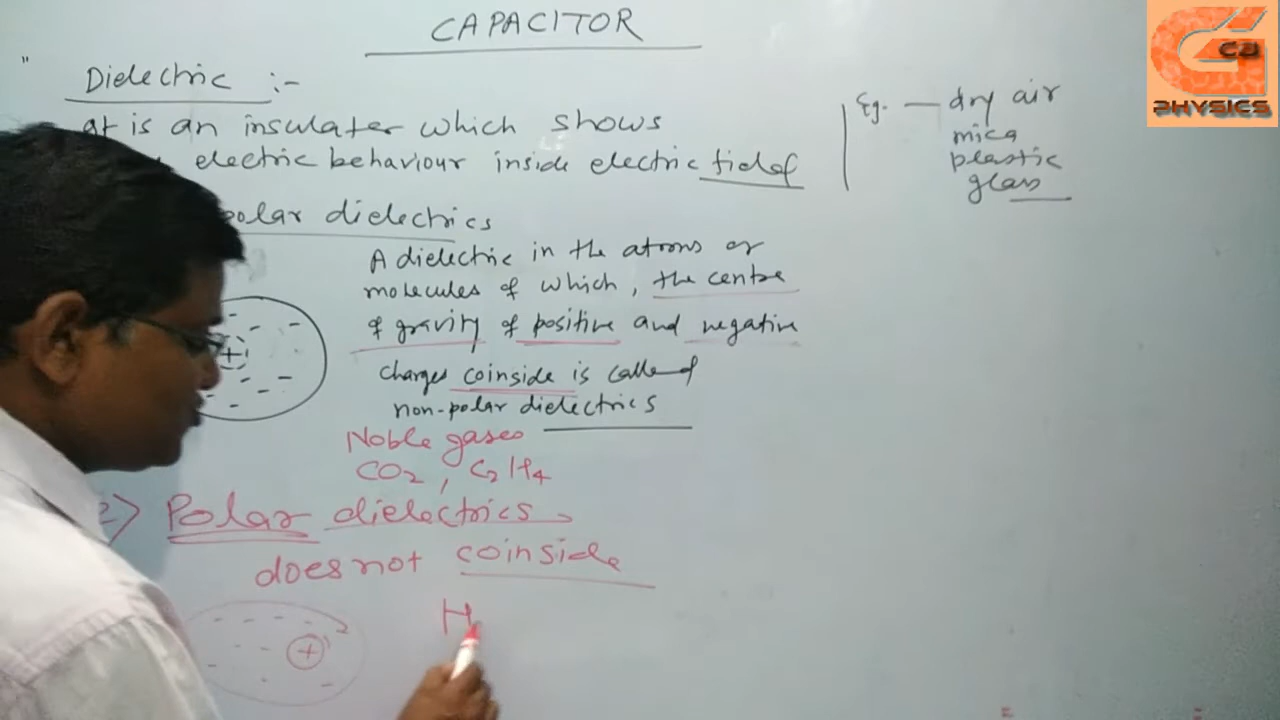 CAPACITOR
Dielectric :-
It is an insulater which shows
electric behaviour inside electric field
Eg. — dry air
mica
plastic
glass
Ca
PHYSICS
polar dielectrics
A dielectric in the atoms or
molecules of which, the centre
of gravity of positive and negative
charges coinside is called
non-polar dielectrics
Noble gases
CO2, C2H4
2) Polar dielectrics
does not coinside
+
+
H